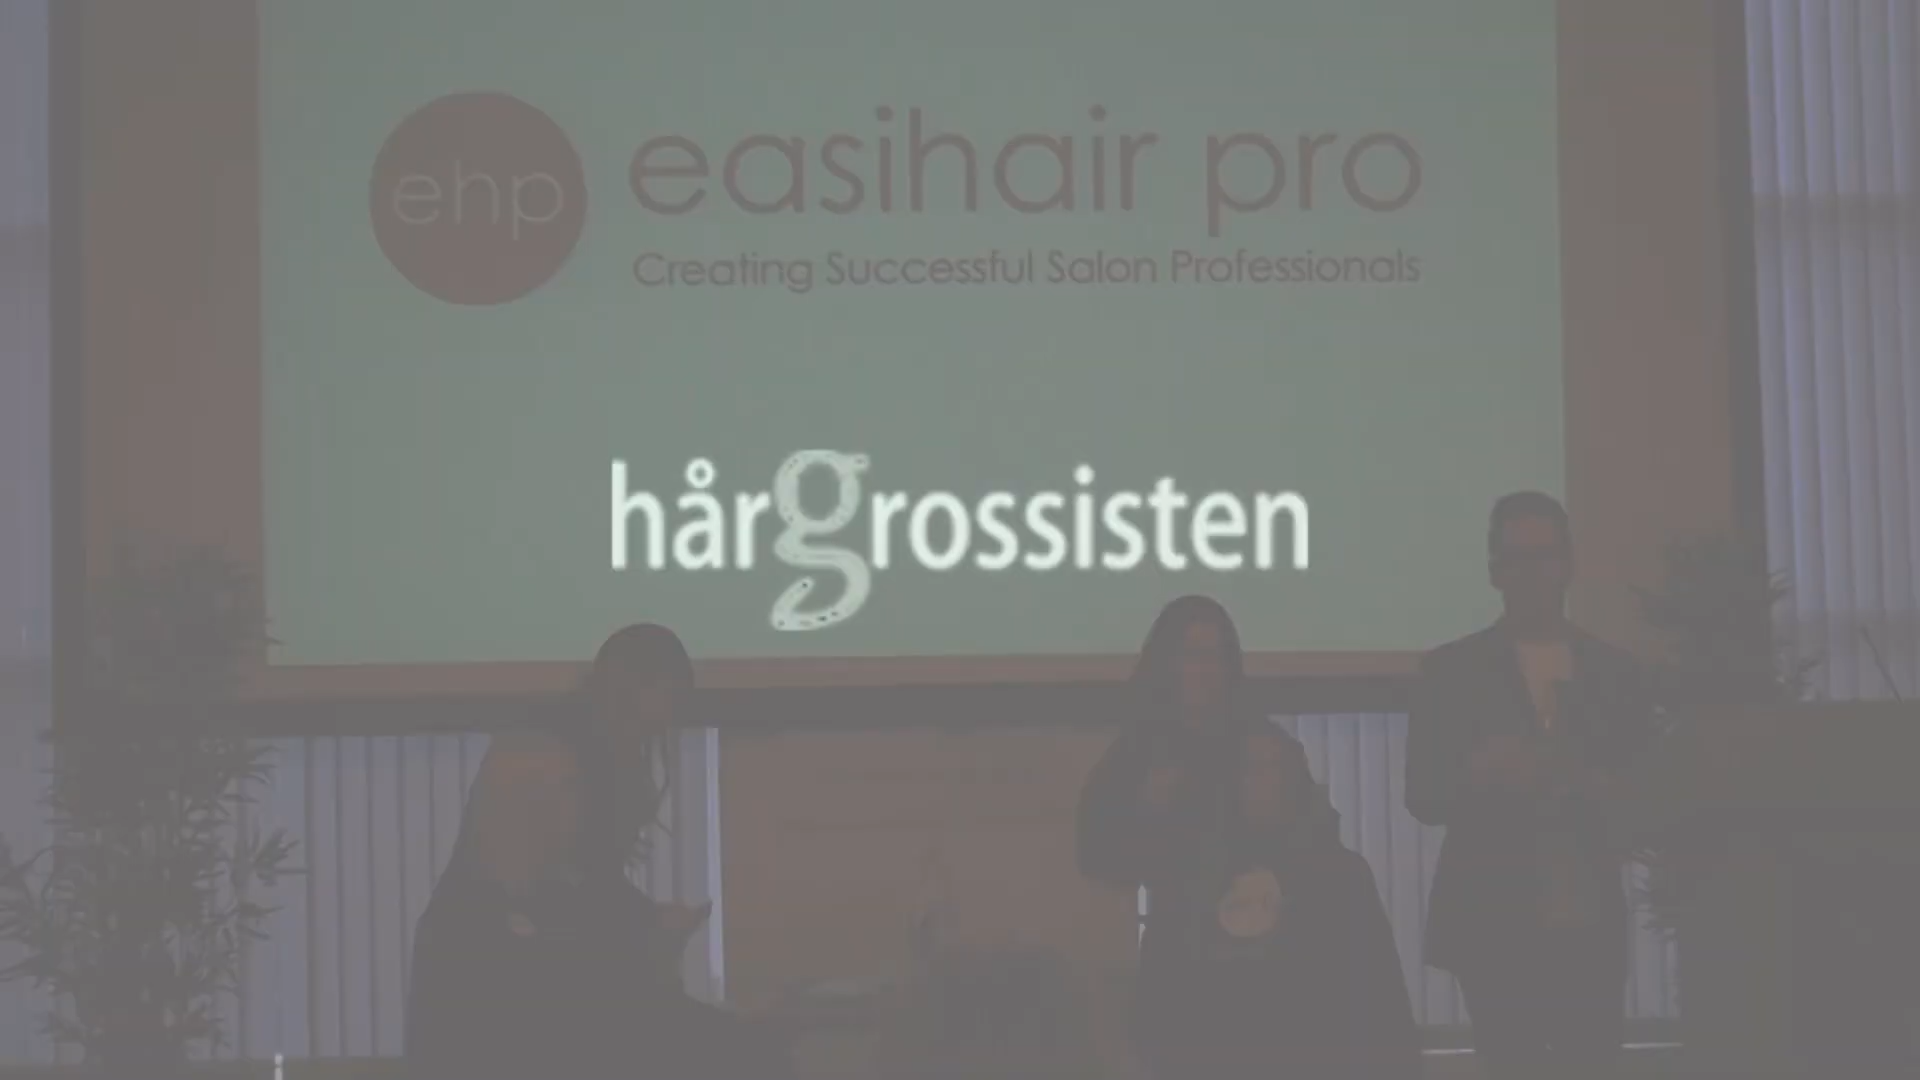 ehp
easihair pro
Creating Successful Salon Professionals
hårgrossisten